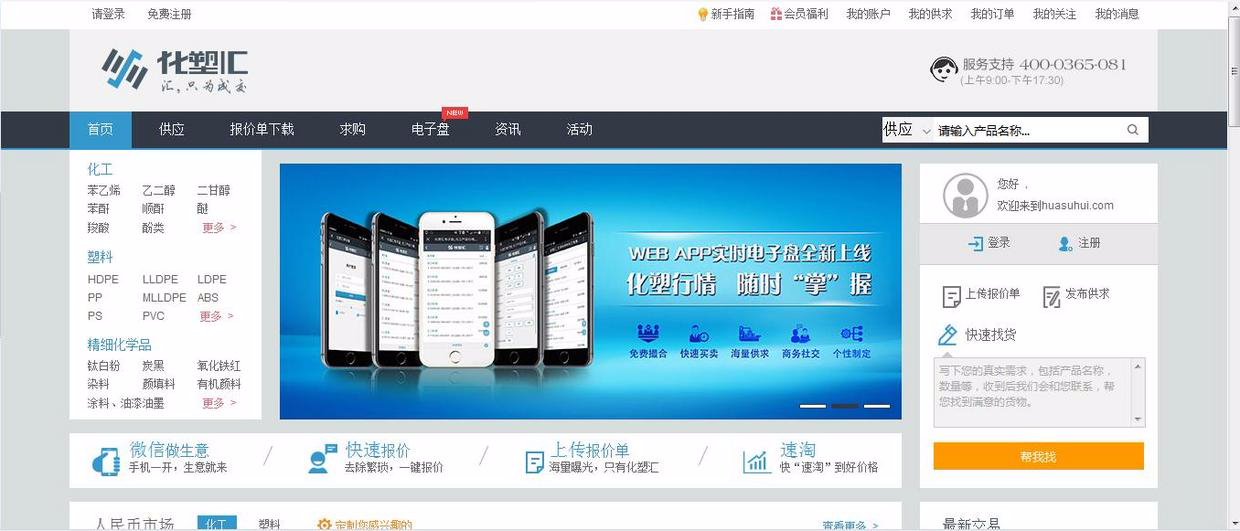 请登录 免费注册 新手指南 会员福利 我的账户 我的供求 我的订单 我的关注 我的消息
化塑汇
汇,只为成交
服务支持 400-0365-081
(上午9:00-下午17:30)
NEW
首页 供应 报价单下载 求购 电子盘 资讯 活动 供应 请输入产品名称...
化工
苯乙烯 乙二醇 二甘醇
苯酐 顺酐 醚
羧酸 酚类 更多 >
塑料
HDPE LLDPE LDPE
PP MLLDPE ABS
PS PVC 更多 >
精细化学品
钛白粉 炭黑 氧化铁红
染料 颜填料 有机颜料
涂料、油漆油墨 更多 >
WEB APP实时电子盘全新上线
化塑行情 随时“掌”握
免费撮合 快速买卖 海量供求 商务社交 个性制定
您好，
欢迎来到huasuhui.com
登录 注册
上传报价单 发布供求
快速找货
写下您的真实需求，包括产品名称，
数量等，收到后我们会和您联系，帮
您找到满意的货物。
帮我找
微信做生意
手机一开，生意就来
快速报价
去除繁琐，一键报价
上传报价单
海量曝光，只有化塑汇
速淘
快“速淘”到好价格
人民币市场 化工 塑料 定制您感兴趣的 查看更多 >
最新交易